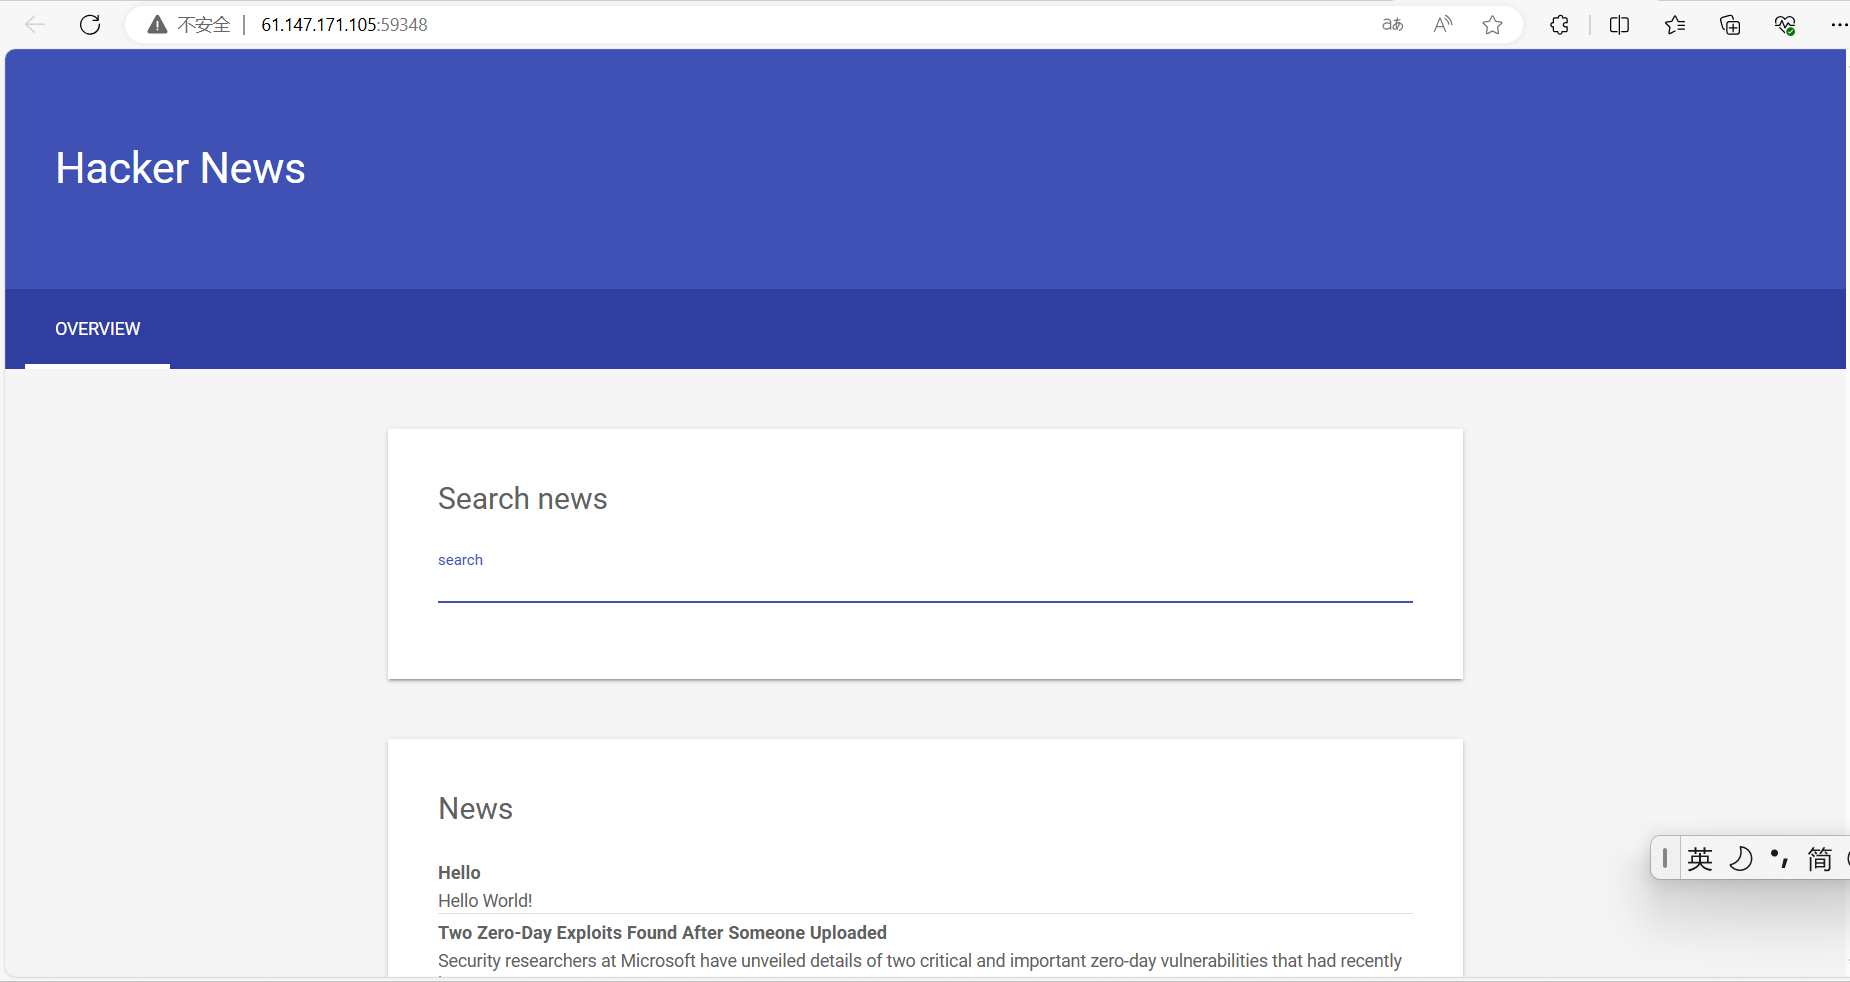 不安全 61.147.171.105:59348 aあ A
Hacker News
OVERVIEW
Search news
search
News
Hello
Hello World!
Two Zero-Day Exploits Found After Someone Uploaded
Security researchers at Microsoft have unveiled details of two critical and important zero-day vulnerabilities that had recently
英 简